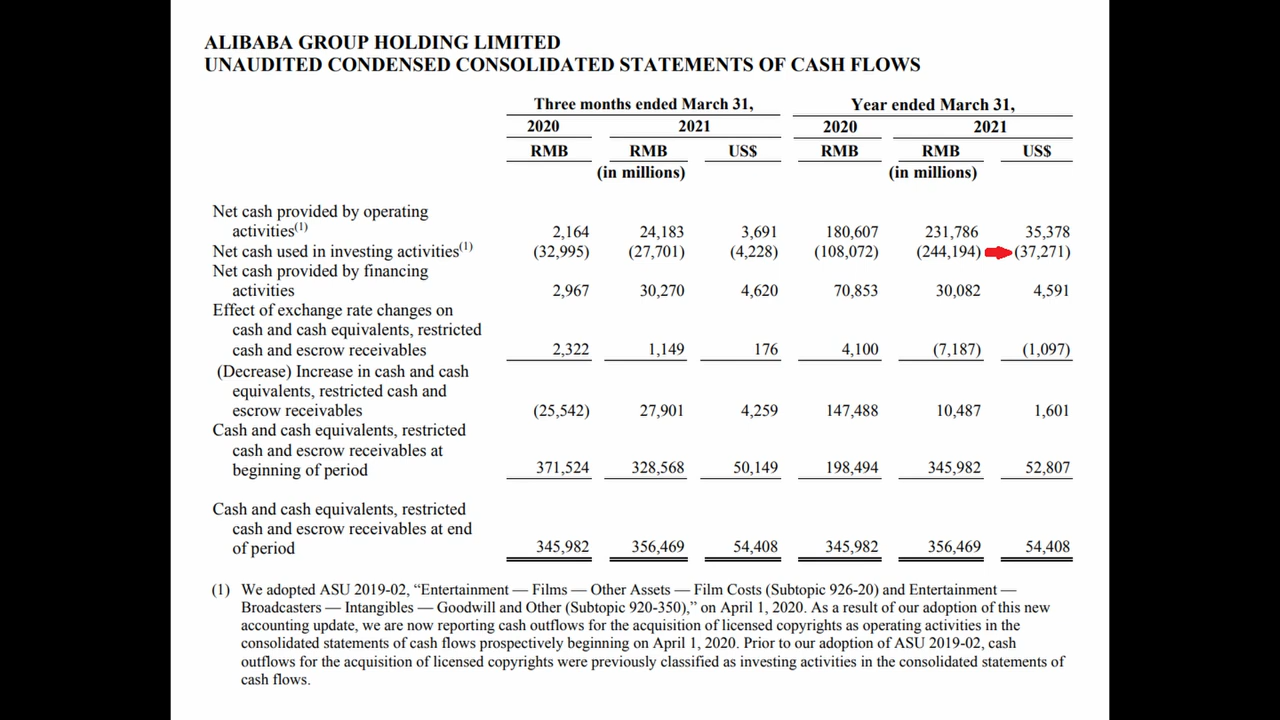 ALIBABA GROUP HOLDING LIMITED
UNAUDITED CONDENSED CONSOLIDATED STATEMENTS OF CASH FLOWS
Three months ended March 31, Year ended March 31,
2020 2021 2020 2021
RMB RMB US$ RMB RMB US$
(in millions) (in millions)
Net cash provided by operating
activities(1) 2,164 24,183 3,691 180,607 231,786 35,378
Net cash used in investing activities(1) (32,995) (27,701) (4,228) (108,072) (244,194) (37,271)
Net cash provided by financing
activities 2,967 30,270 4,620 70,853 30,082 4,591
Effect of exchange rate changes on
cash and cash equivalents, restricted
cash and escrow receivables 2,322 1,149 176 4,100 (7,187) (1,097)
(Decrease) Increase in cash and cash
equivalents, restricted cash and
escrow receivables (25,542) 27,901 4,259 147,488 10,487 1,601
Cash and cash equivalents, restricted
cash and escrow receivables at
beginning of period 371,524 328,568 50,149 198,494 345,982 52,807
Cash and cash equivalents, restricted
cash and escrow receivables at end
of period 345,982 356,469 54,408 345,982 356,469 54,408
(1) We adopted ASU 2019-02, “Entertainment — Films — Other Assets — Film Costs (Subtopic 926-20) and Entertainment —
Broadcasters — Intangibles — Goodwill and Other (Subtopic 920-350),” on April 1, 2020. As a result of our adoption of this new
accounting update, we are now reporting cash outflows for the acquisition of licensed copyrights as operating activities in the
consolidated statements of cash flows prospectively beginning on April 1, 2020. Prior to our adoption of ASU 2019-02, cash
outflows for the acquisition of licensed copyrights were previously classified as investing activities in the consolidated statements of
cash flows.